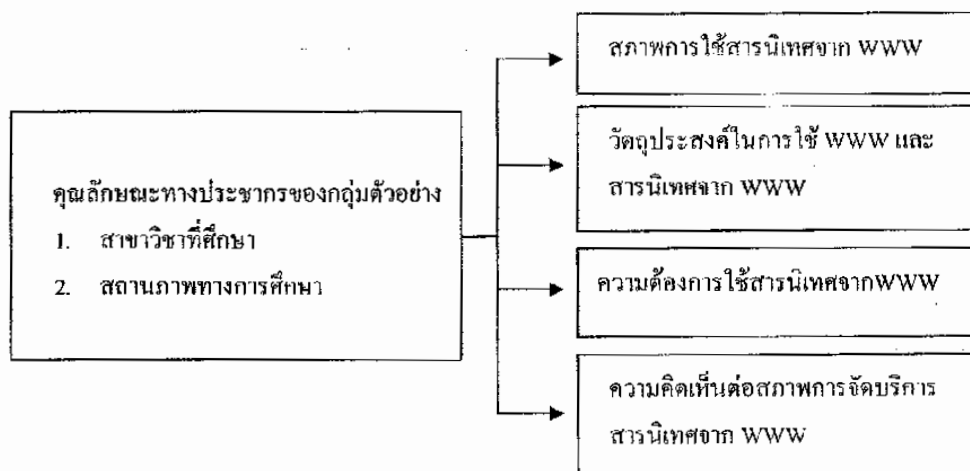 สภาพการใช้สารนิเทศจาก WWW
วัตถุประสงค์ในการใช้ WWW และ
สารนิเทศจาก WWW
คุณลักษณะทางประชากรของกลุ่มตัวอย่าง
1. สาขาวิชาที่ศึกษา
2. สถานภาพทางการศึกษา
ความต้องการใช้สารนิเทศจากWWW
ความคิดเห็นต่อสภาพการจัดบริการ
สารนิเทศจาก WWW